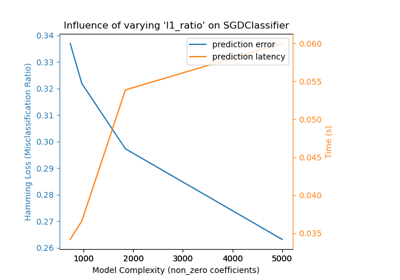 Influence of varying 'l1_ratio' on SGDClassifier
prediction error
prediction latency
0.34
0.33
0.32
0.31
0.30
0.29
0.28
0.27
0.26
Hamming Loss (Misclassification Ratio)
0.060
0.055
0.050
0.045
0.040
0.035
Time (s)
1000 2000 3000 4000 5000
Model Complexity (non_zero coefficients)